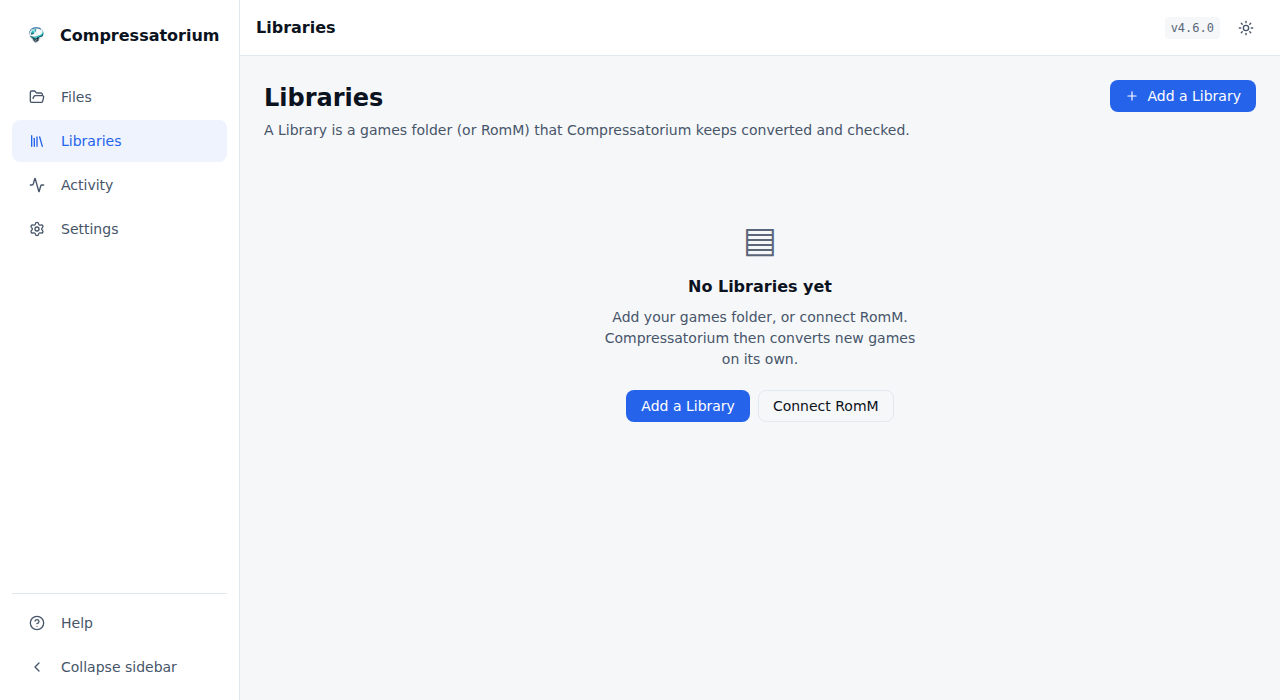 Compressatorium
Files
Libraries
Activity
Settings
Help
Collapse sidebar
Libraries
v4.6.0
Libraries
A Library is a games folder (or RomM) that Compressatorium keeps converted and checked.
Add a Library
No Libraries yet
Add your games folder, or connect RomM.
Compressatorium then converts new games
on its own.
Add a Library
Connect RomM